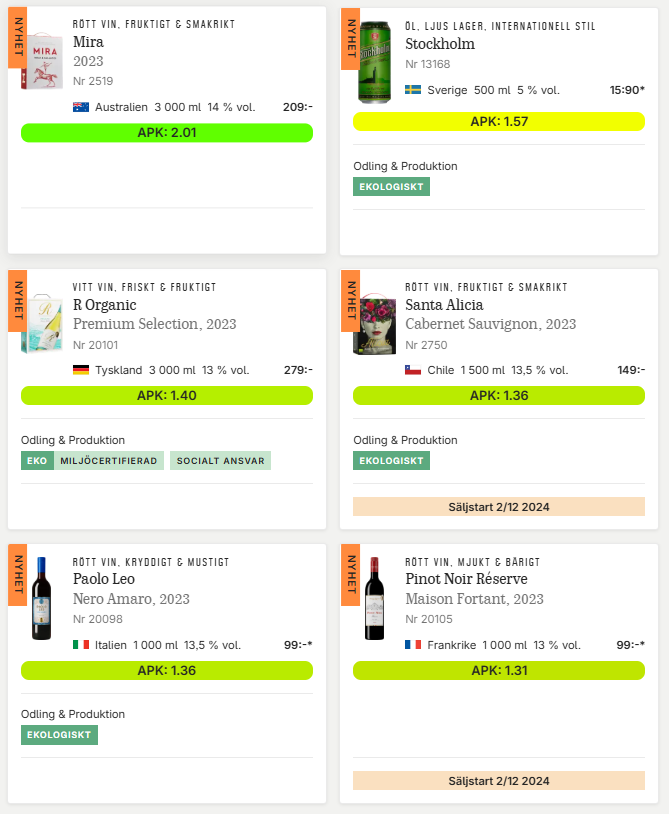 NYHET
RÖTT VIN, FRUKTIGT & SMAKRIKT
Mira
2023
Nr 2519
MIRA
Australien 3 000 ml 14 % vol. 209:-
APK: 2.01
NYHET
ÖL, LJUS LAGER, INTERNATIONELL STIL
Stockholm
Nr 13168
Stockholm
Sverige 500 ml 5 % vol. 15:90*
APK: 1.57
Odling & Produktion
EKOLOGISKT
NYHET
VITT VIN, FRISKT & FRUKTIGT
R Organic
Premium Selection, 2023
Nr 20101
R
Tyskland 3 000 ml 13 % vol. 279:-
APK: 1.40
Odling & Produktion
EKO MILJÖCERTIFIERAD SOCIALT ANSVAR
NYHET
RÖTT VIN, FRUKTIGT & SMAKRIKT
Santa Alicia
Cabernet Sauvignon, 2023
Nr 2750
Chile 1 500 ml 13,5 % vol. 149:-
APK: 1.36
Odling & Produktion
EKOLOGISKT
Säljstart 2/12 2024
NYHET
RÖTT VIN, KRYDDIGT & MUSTIGT
Paolo Leo
Nero Amaro, 2023
Nr 20098
Italien 1 000 ml 13,5 % vol. 99:-*
APK: 1.36
Odling & Produktion
EKOLOGISKT
NYHET
RÖTT VIN, MJUKT & BÄRIGT
Pinot Noir Réserve
Maison Fortant, 2023
Nr 20105
Frankrike 1 000 ml 13 % vol. 99:-*
APK: 1.31
Säljstart 2/12 2024